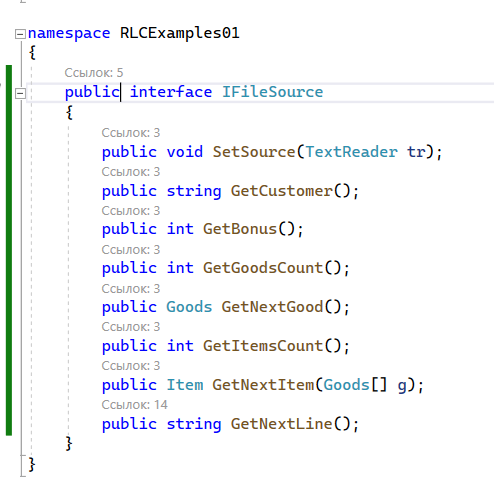 namespace RLCExamples01
{
Ссылок: 5
public interface IFileSource
{
Ссылок: 3
public void SetSource(TextReader tr);
Ссылок: 3
public string GetCustomer();
Ссылок: 3
public int GetBonus();
Ссылок: 3
public int GetGoodsCount();
Ссылок: 3
public Goods GetNextGood();
Ссылок: 3
public int GetItemsCount();
Ссылок: 3
public Item GetNextItem(Goods[] g);
Ссылок: 14
public string GetNextLine();
}
}